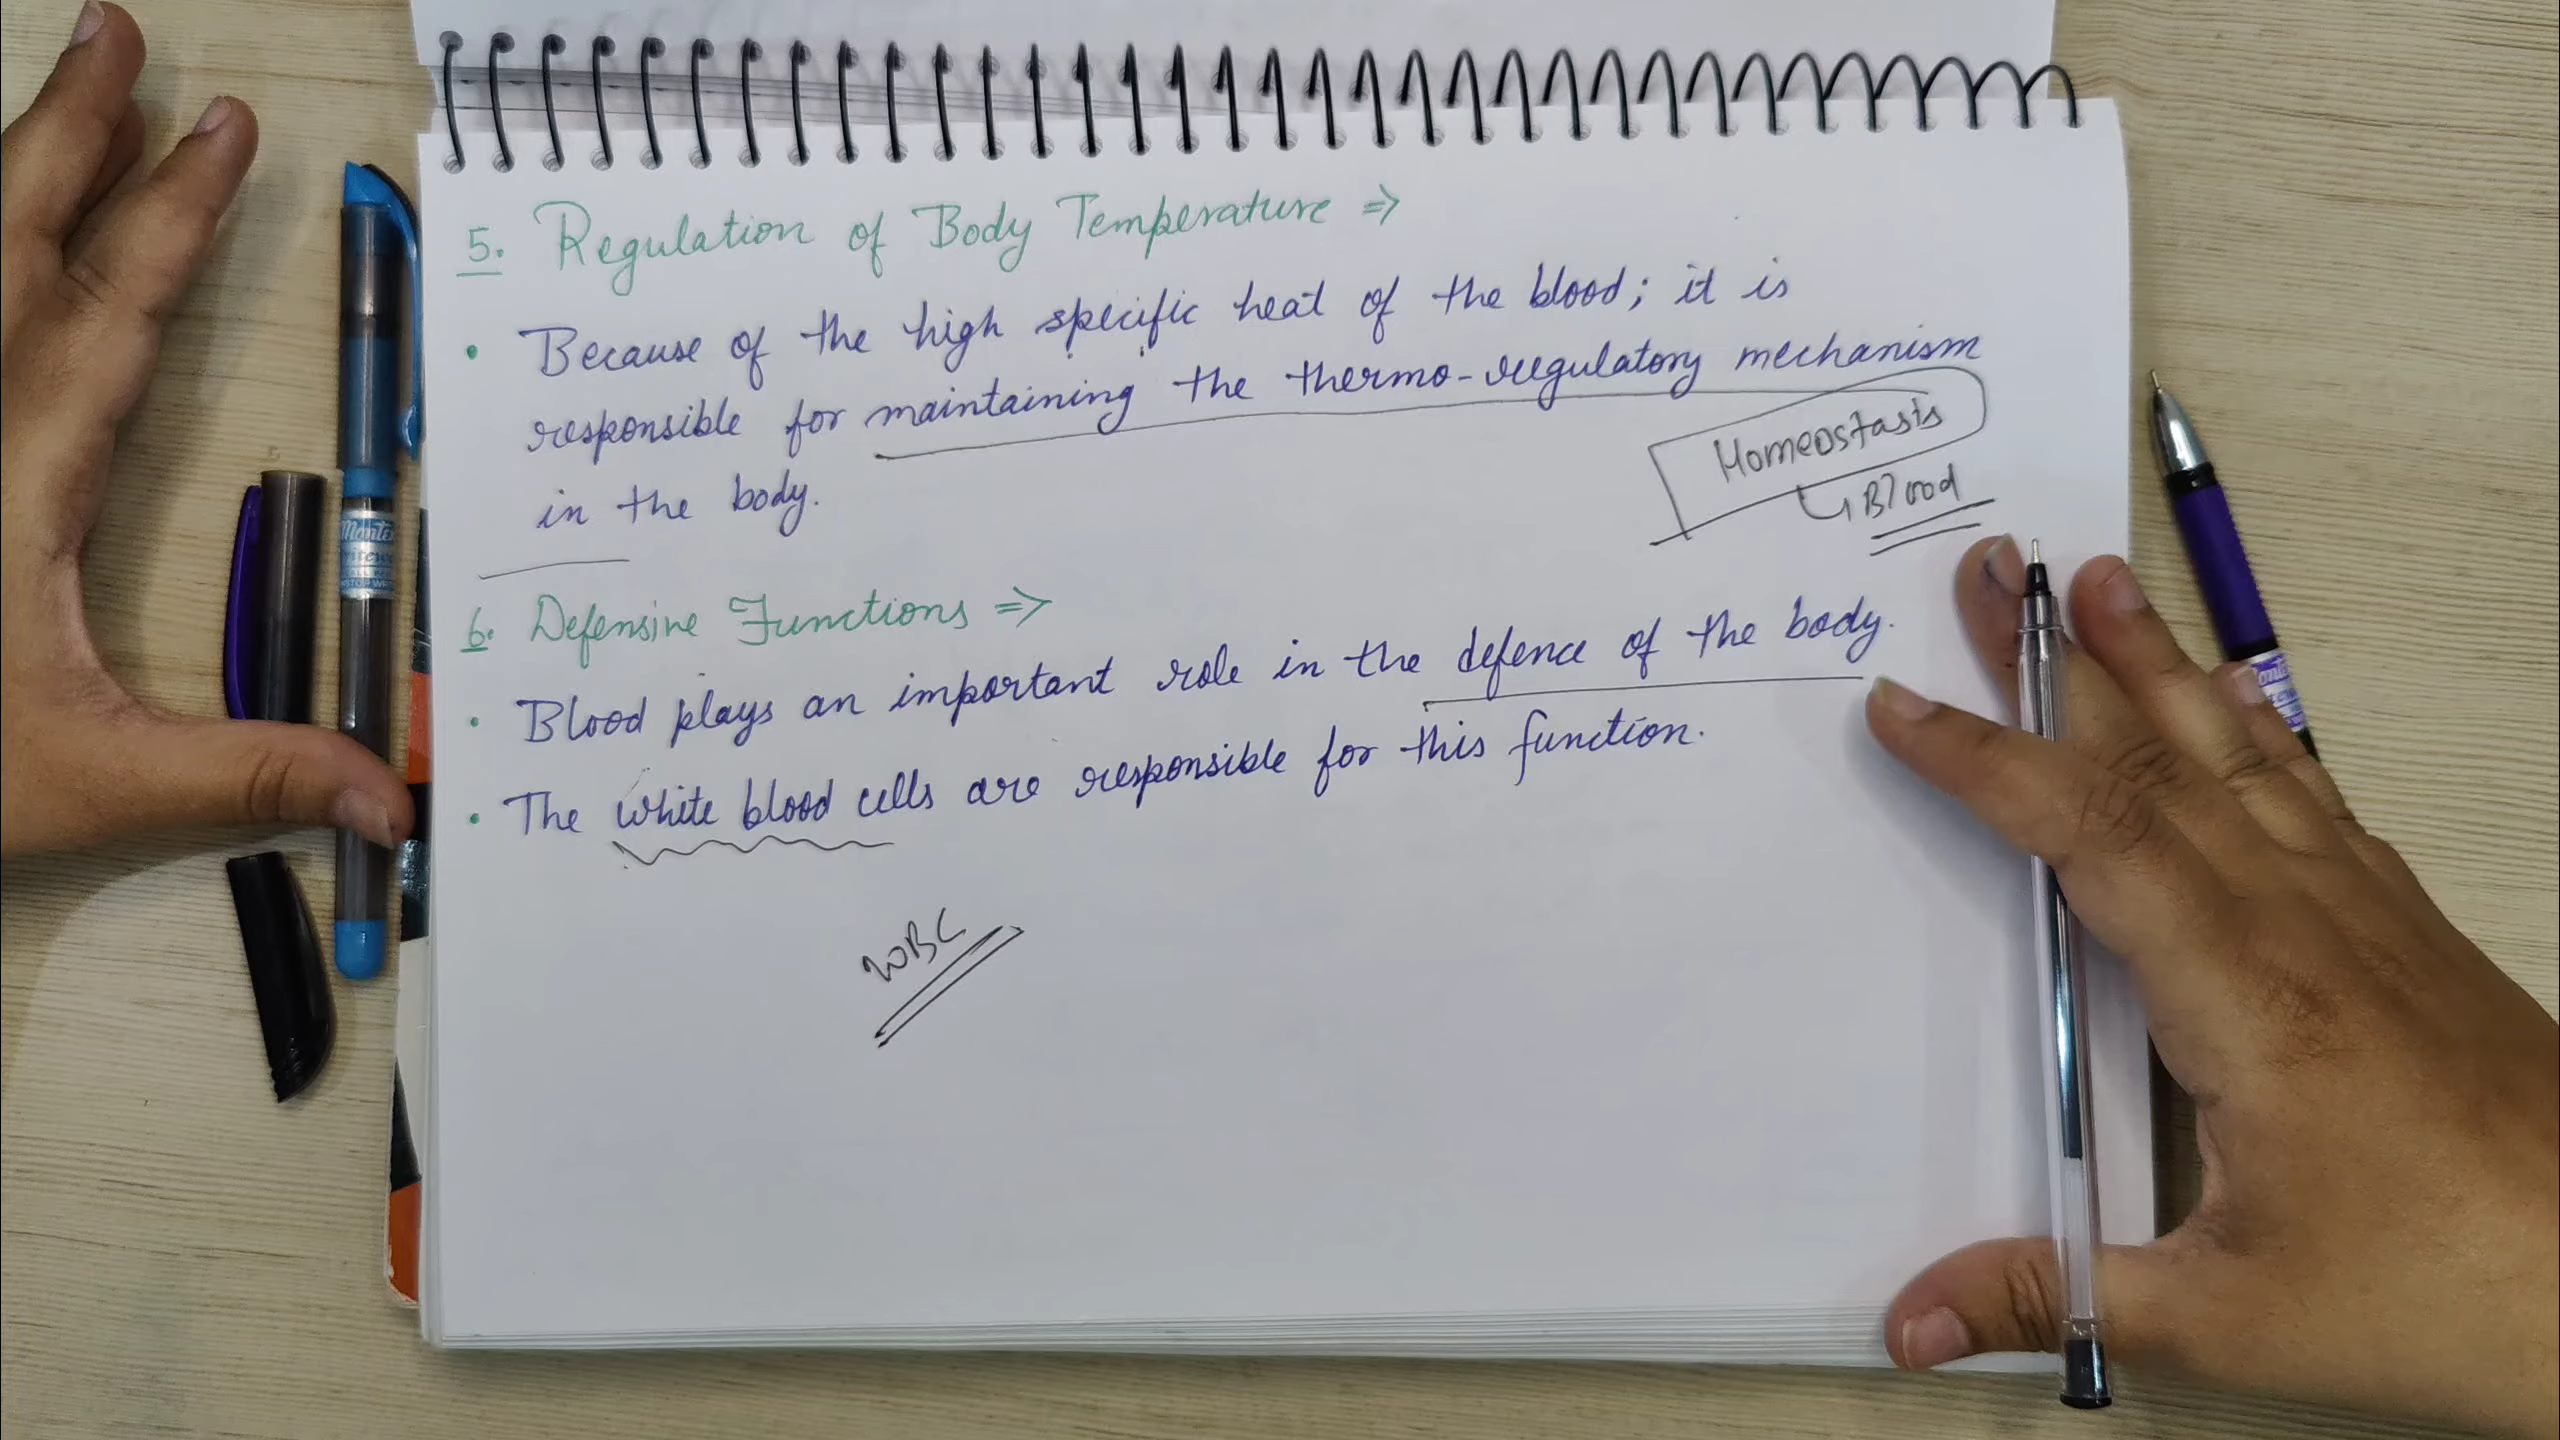 5. Regulation of Body Temperature ⇒
• Because of the high specific heat of the blood; it is
responsible for maintaining the thermo-regulatory mechanism
in the body.
Homeostasis
↳ Blood
6. Defensive Functions ⇒
• Blood plays an important role in the defence of the body.
• The white blood cells are responsible for this function.
WBC
Montex